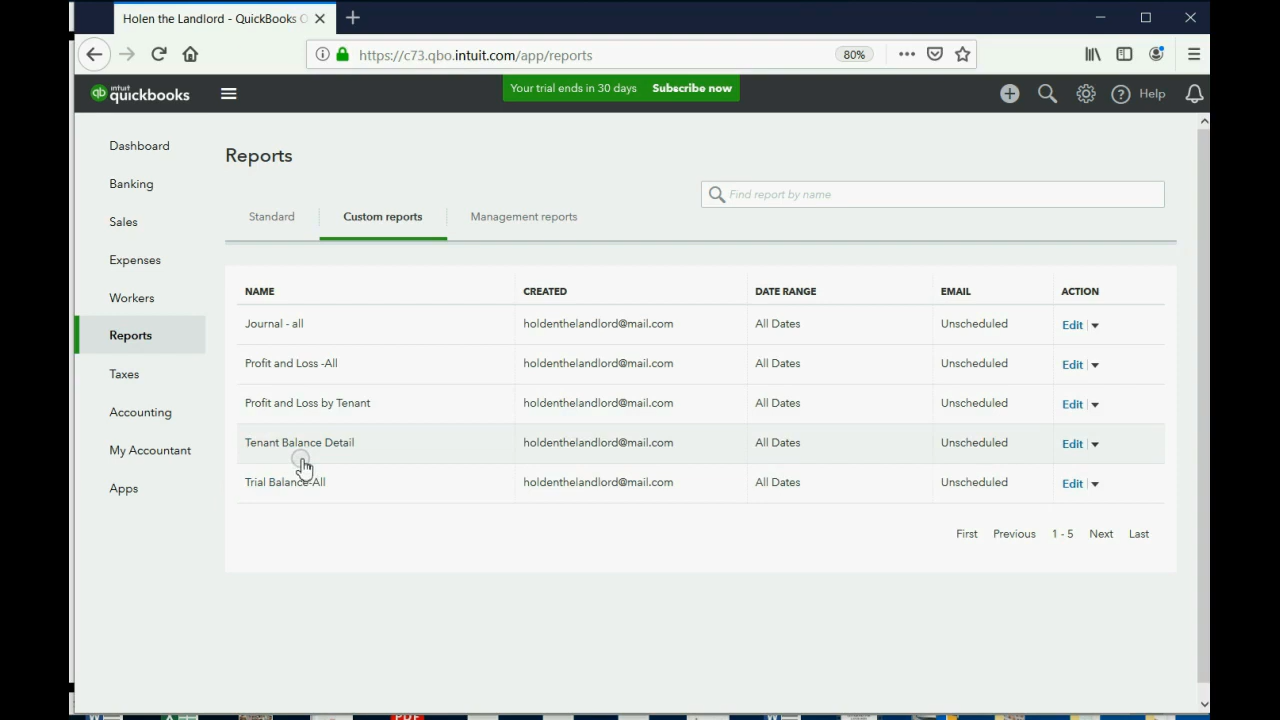 Holen the Landlord - QuickBooks O
https://c73.qbo.intuit.com/app/reports
80%
intuit quickbooks
Your trial ends in 30 days Subscribe now
Help
Dashboard
Banking
Sales
Expenses
Workers
Reports
Taxes
Accounting
My Accountant
Apps
Reports
Find report by name
Standard Custom reports Management reports
NAME CREATED DATE RANGE EMAIL ACTION
Journal - all holdenthelandlord@mail.com All Dates Unscheduled Edit
Profit and Loss -All holdenthelandlord@mail.com All Dates Unscheduled Edit
Profit and Loss by Tenant holdenthelandlord@mail.com All Dates Unscheduled Edit
Tenant Balance Detail holdenthelandlord@mail.com All Dates Unscheduled Edit
Trial Balance-All holdenthelandlord@mail.com All Dates Unscheduled Edit
First Previous 1 - 5 Next Last
PDF